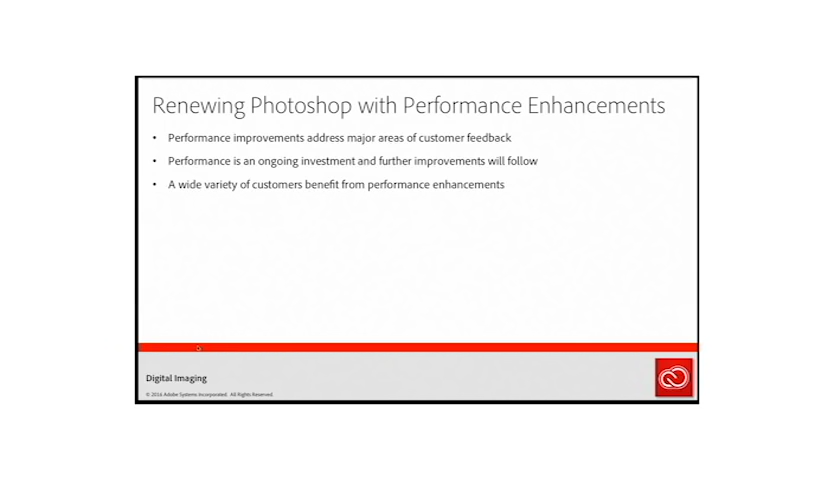 Renewing Photoshop with Performance Enhancements
• Performance improvements address major areas of customer feedback
• Performance is an ongoing investment and further improvements will follow
• A wide variety of customers benefit from performance enhancements
Digital Imaging
© 2016 Adobe Systems Incorporated. All Rights Reserved.